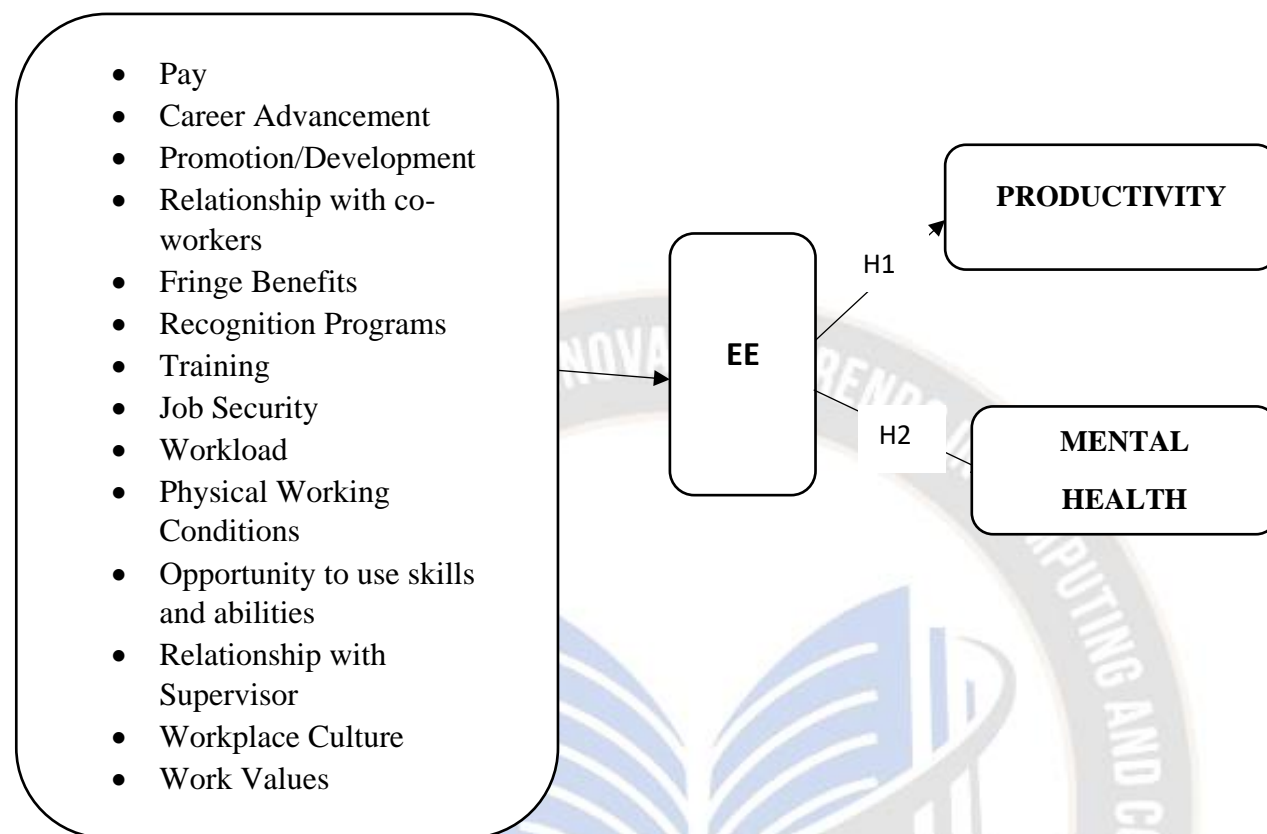 • Pay
• Career Advancement
• Promotion/Development
• Relationship with co-
workers
• Fringe Benefits
• Recognition Programs
• Training
• Job Security
• Workload
• Physical Working
Conditions
• Opportunity to use skills
and abilities
• Relationship with
Supervisor
• Workplace Culture
• Work Values
EE
H1
H2
PRODUCTIVITY
MENTAL
HEALTH
AND